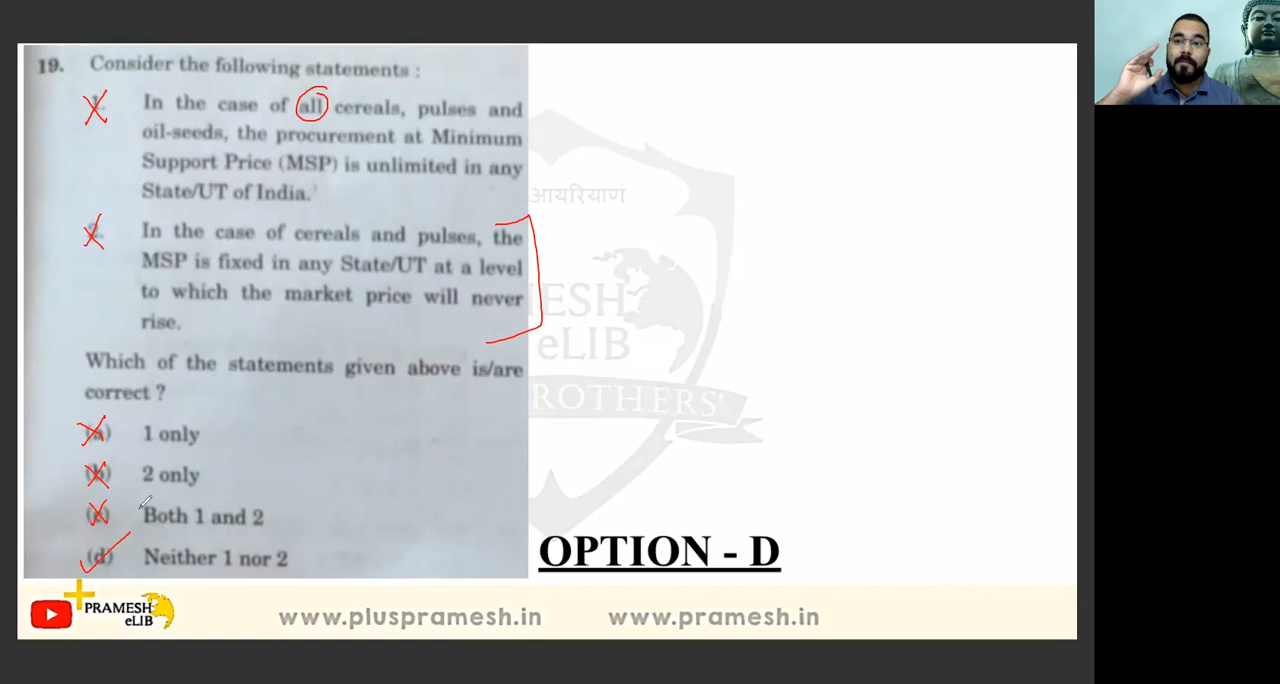 19. Consider the following statements :
1. In the case of all cereals, pulses and
oil-seeds, the procurement at Minimum
Support Price (MSP) is unlimited in any
State/UT of India.
2. In the case of cereals and pulses, the
MSP is fixed in any State/UT at a level
to which the market price will never
rise.
Which of the statements given above is/are
correct ?
(a) 1 only
(b) 2 only
(c) Both 1 and 2
(d) Neither 1 nor 2
आयरियाणं
ESH
eLIB
ROTHERS'
OPTION - D
PRAMESH
eLIB
www.pluspramesh.in
www.pramesh.in